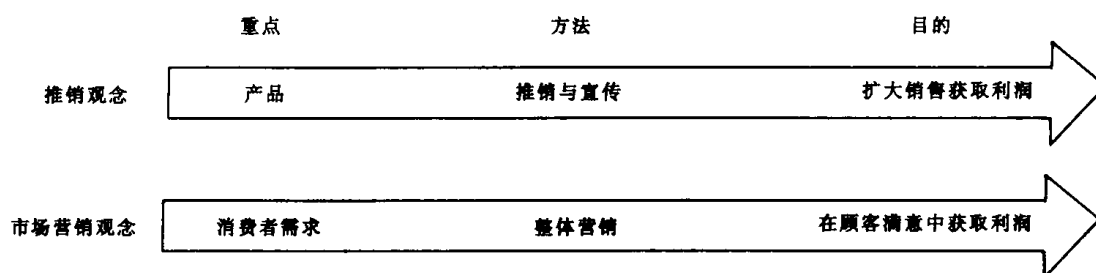 重点 方法 目的
推销观念 产品 推销与宣传 扩大销售获取利润
市场营销观念 消费者需求 整体营销 在顾客满意中获取利润